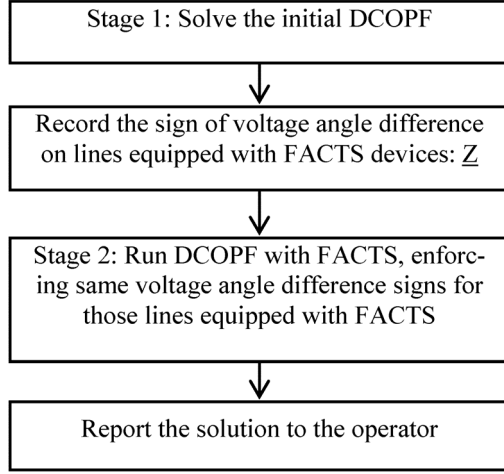 Stage 1: Solve the initial DCOPF
Record the sign of voltage angle difference
on lines equipped with FACTS devices: Z
Stage 2: Run DCOPF with FACTS, enforc-
ing same voltage angle difference signs for
those lines equipped with FACTS
Report the solution to the operator